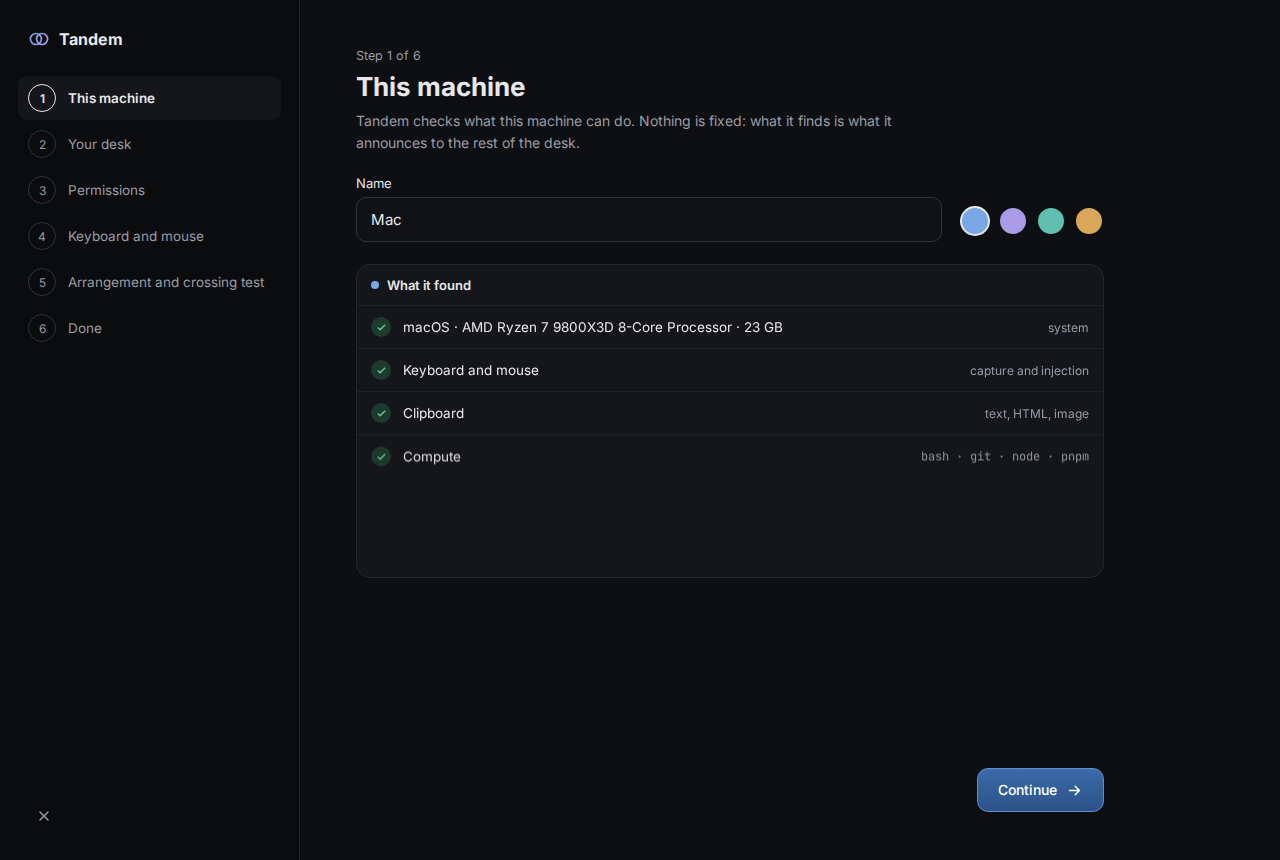 Tandem
1 This machine
2 Your desk
3 Permissions
4 Keyboard and mouse
5 Arrangement and crossing test
6 Done
Step 1 of 6
This machine
Tandem checks what this machine can do. Nothing is fixed: what it finds is what it
announces to the rest of the desk.
Name
Mac
What it found
macOS · AMD Ryzen 7 9800X3D 8-Core Processor · 23 GB system
Keyboard and mouse capture and injection
Clipboard text, HTML, image
Compute bash · git · node · pnpm
Continue